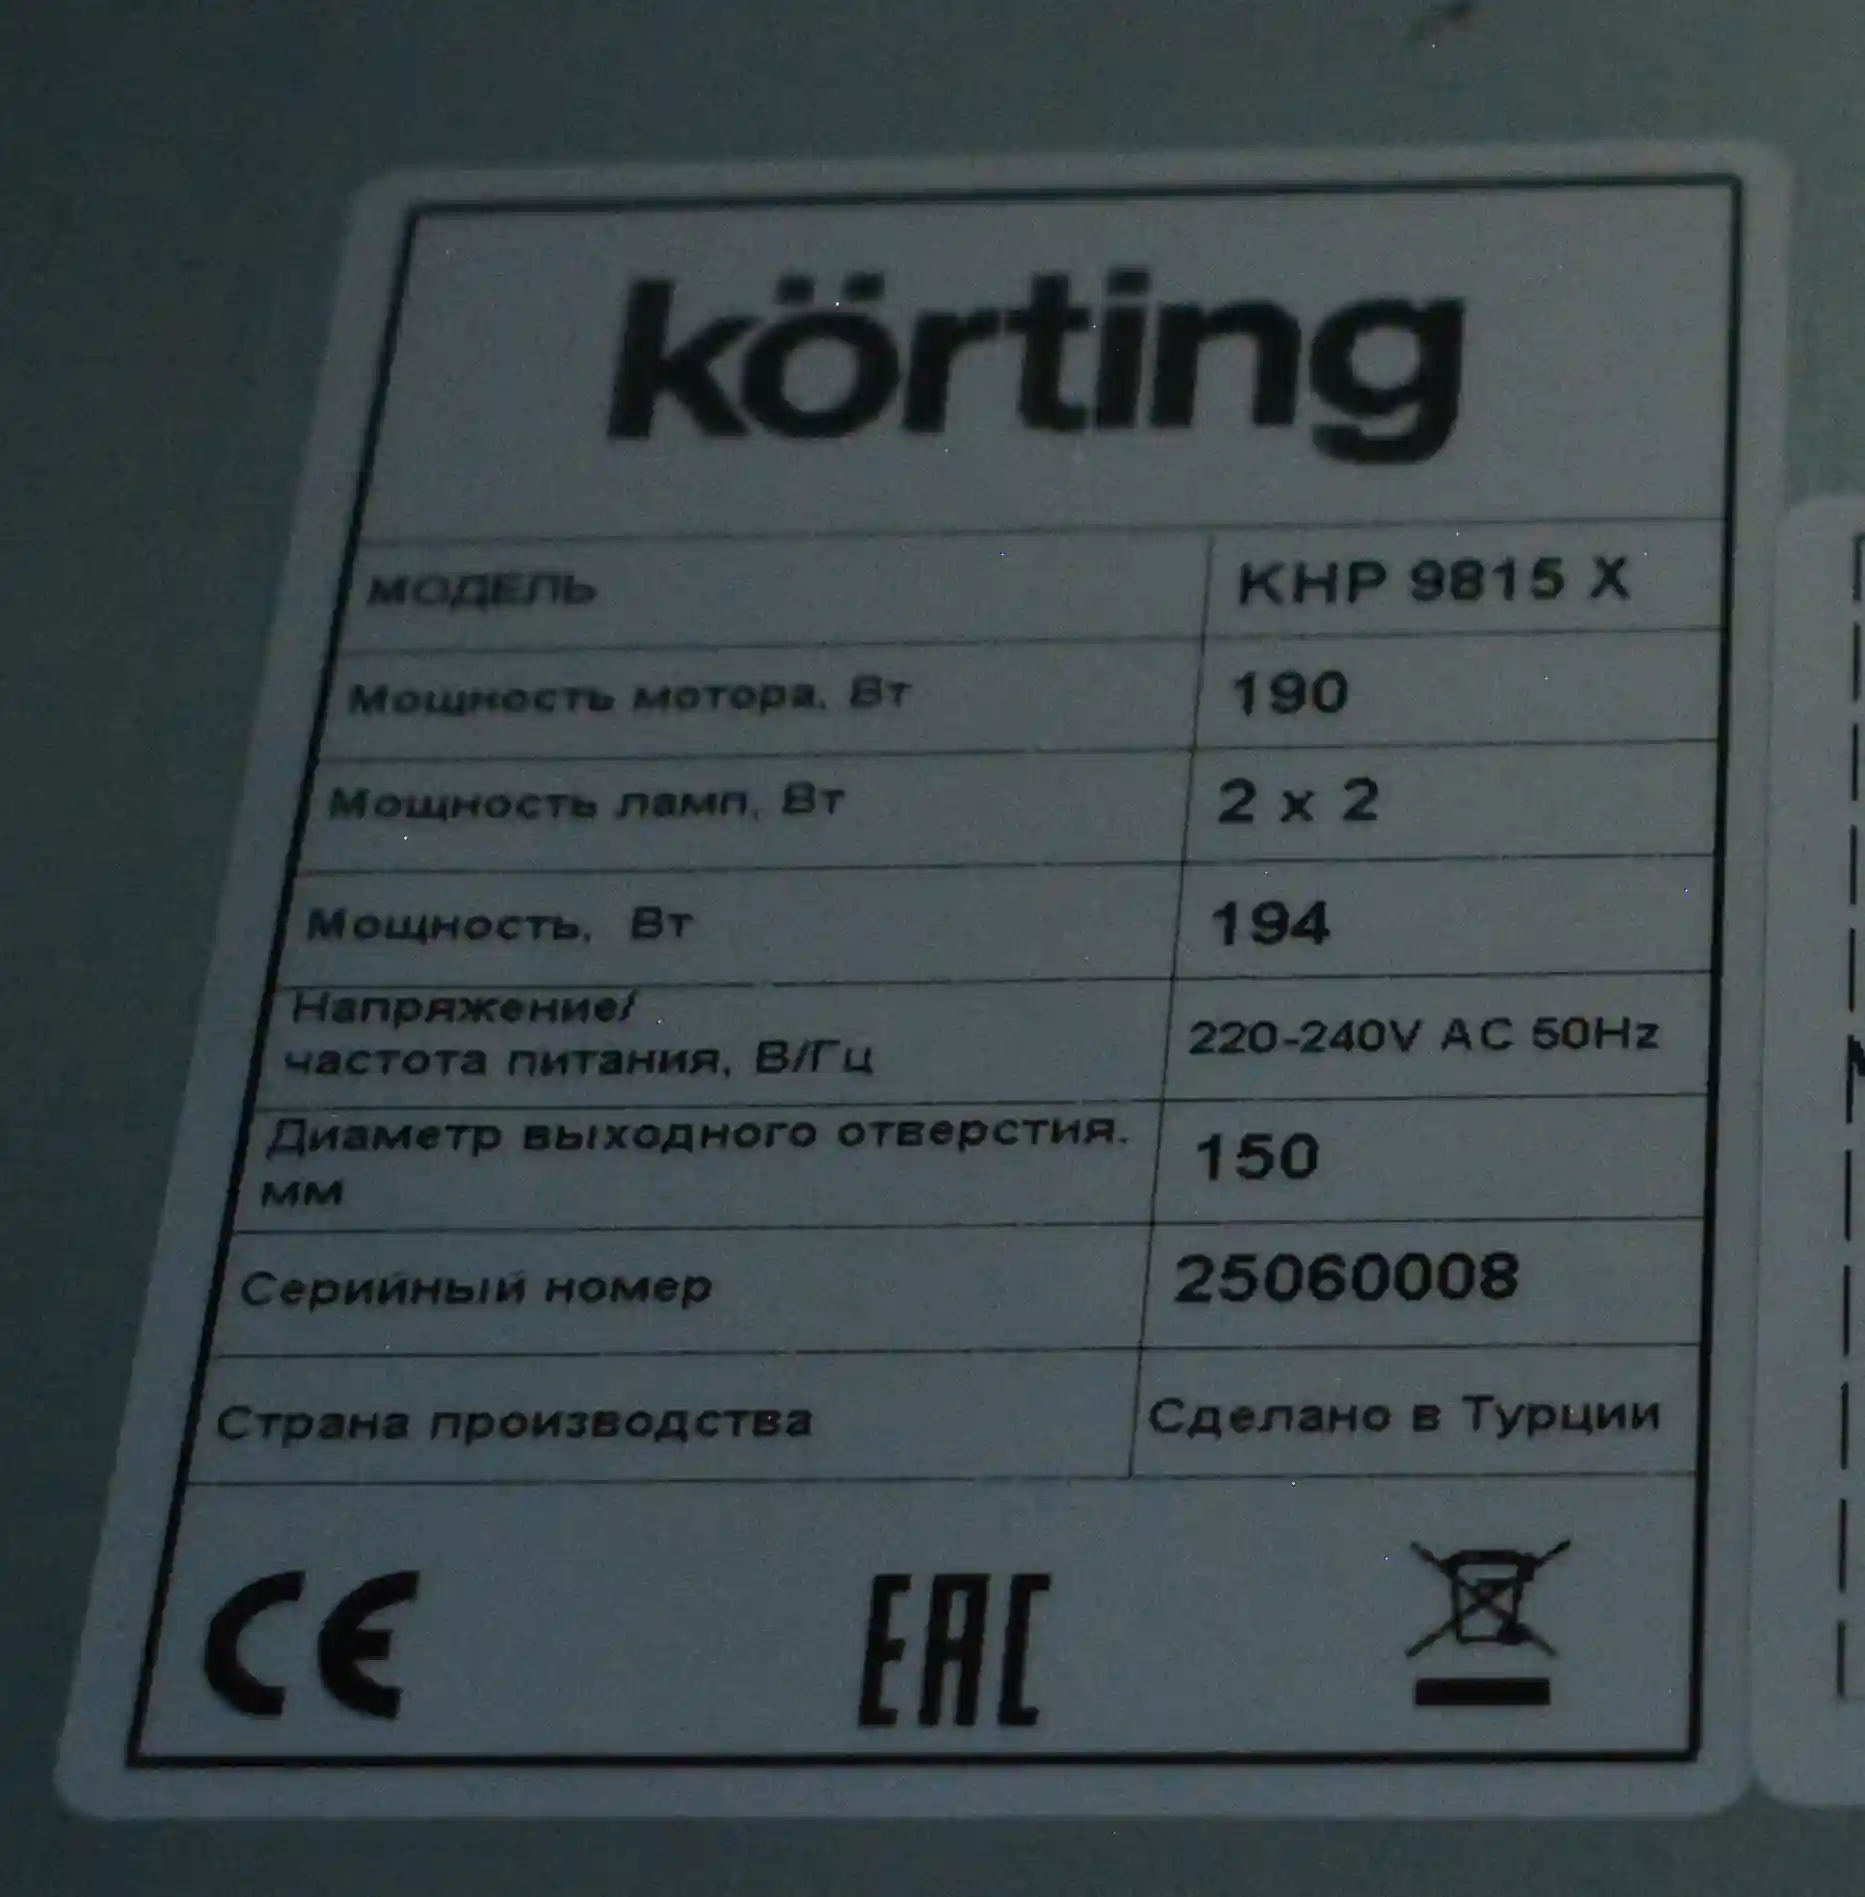 körting
МОДЕЛЬ KHP 9815 X
Мощность мотора, Вт 190
Мощность ламп, Вт 2 x 2
Мощность, Вт 194
Напряжение/
частота питания, В/Гц 220-240V AC 50Hz
Диаметр выходного отверстия,
мм 150
Серийный номер 25060008
Страна производства Сделано в Турции
CE EAC